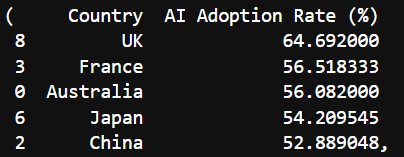 (     Country  AI Adoption Rate (%)
8         UK             64.692000
3     France             56.518333
0  Australia             56.082000
6      Japan             54.209545
2      China             52.889048,